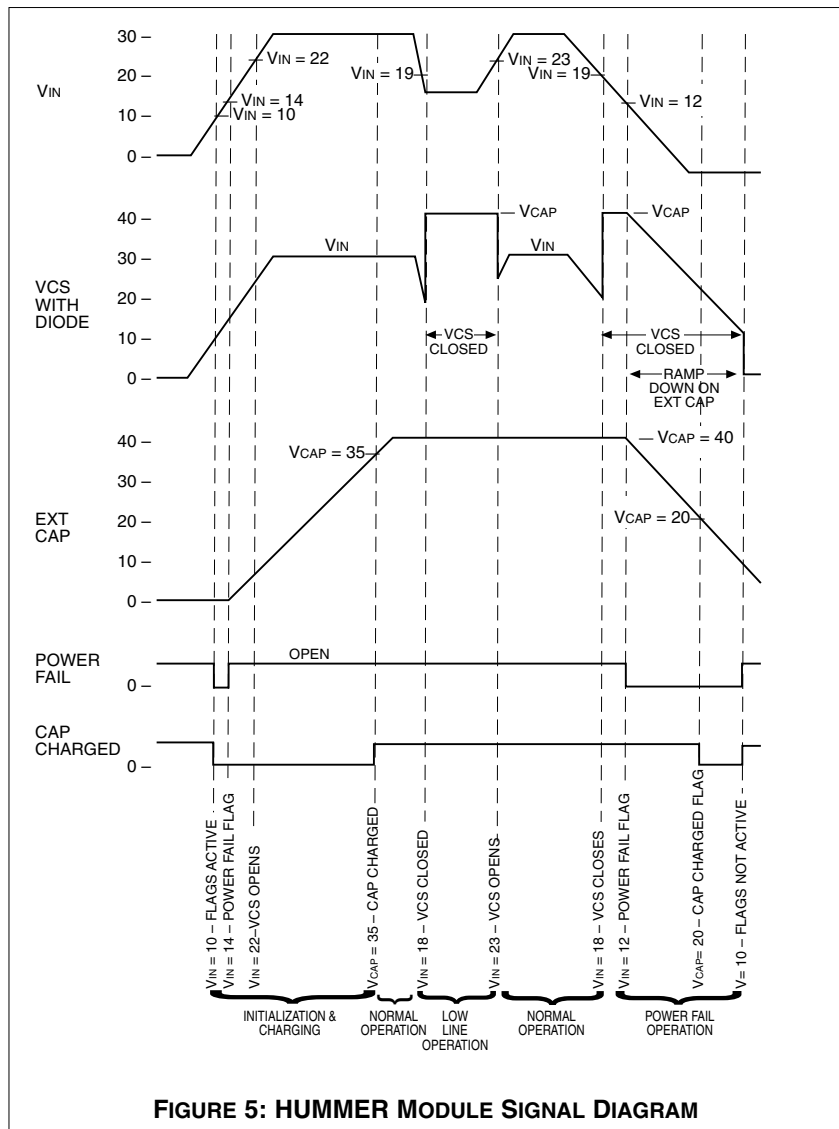 30 –
VIN = 22
VIN = 23
VIN = 19
VIN = 19
VIN
20 –
VIN = 14
VIN = 12
10 –
VIN = 10
0 –
40 –
VCAP
VCAP
VIN
VIN
30 –
VCS
WITH
DIODE
20 –
10 –
VCS
CLOSED
VCS
CLOSED
0 –
RAMP
DOWN ON
EXT CAP
40 –
VCAP = 35
VCAP = 40
30 –
EXT
CAP
20 –
VCAP = 20
10 –
0 –
POWER
FAIL
OPEN
0 –
CAP
CHARGED
0 –
VIN = 10 – FLAGS ACTIVE
VIN = 14 – POWER FAIL FLAG
VIN = 22–VCS OPENS
VCAP = 35 – CAP CHARGED
VIN = 18 – VCS CLOSED
VIN = 23 – VCS OPENS
VIN = 18 – VCS CLOSES
VIN = 12 – POWER FAIL FLAG
VCAP= 20 – CAP CHARGED FLAG
V= 10 – FLAGS NOT ACTIVE
INITIALIZATION &
CHARGING
NORMAL
OPERATION
LOW
LINE
OPERATION
NORMAL
OPERATION
POWER FAIL
OPERATION
FIGURE 5: HUMMER MODULE SIGNAL DIAGRAM